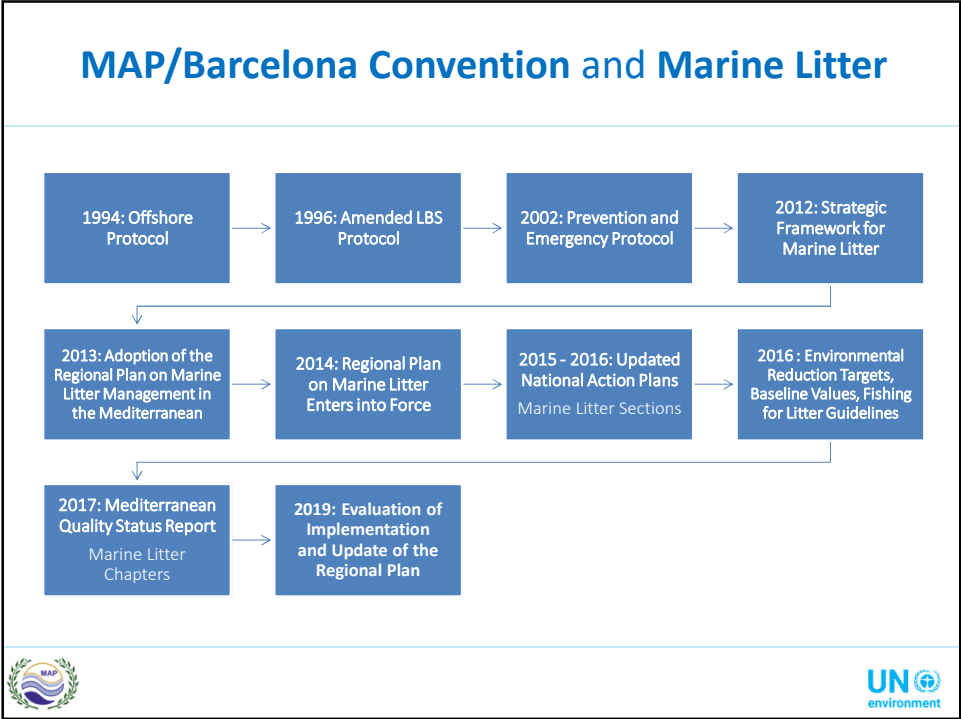 MAP/Barcelona Convention and Marine Litter
1994: Offshore
Protocol
1996: Amended LBS
Protocol
2002: Prevention and
Emergency Protocol
2012: Strategic
Framework for
Marine Litter
2013: Adoption of the
Regional Plan on Marine
Litter Management in
the Mediterranean
2014: Regional Plan
on Marine Litter
Enters into Force
2015 - 2016: Updated
National Action Plans
Marine Litter Sections
2016 : Environmental
Reduction Targets,
Baseline Values, Fishing
for Litter Guidelines
2017: Mediterranean
Quality Status Report
Marine Litter
Chapters
2019: Evaluation of
Implementation
and Update of the
Regional Plan
MAP
UN
environment